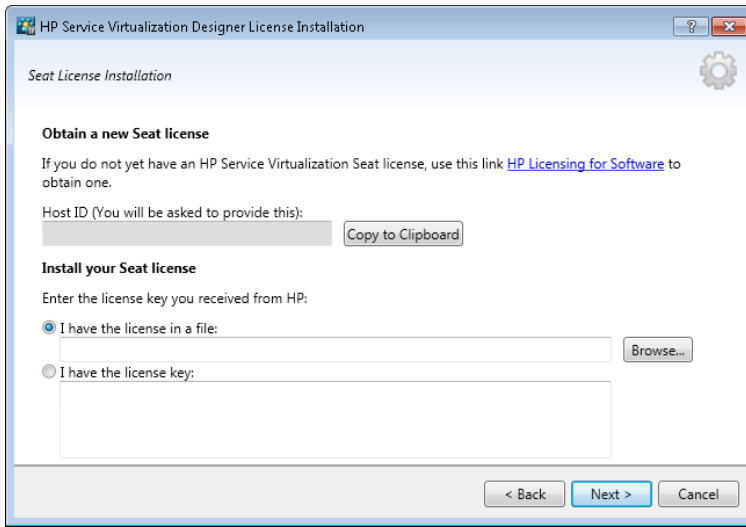 HP Service Virtualization Designer License Installation
Seat License Installation
Obtain a new Seat license
If you do not yet have an HP Service Virtualization Seat license, use this link HP Licensing for Software to
obtain one.
Host ID (You will be asked to provide this):
Copy to Clipboard
Install your Seat license
Enter the license key you received from HP:
I have the license in a file:
Browse...
I have the license key:
< Back Next > Cancel